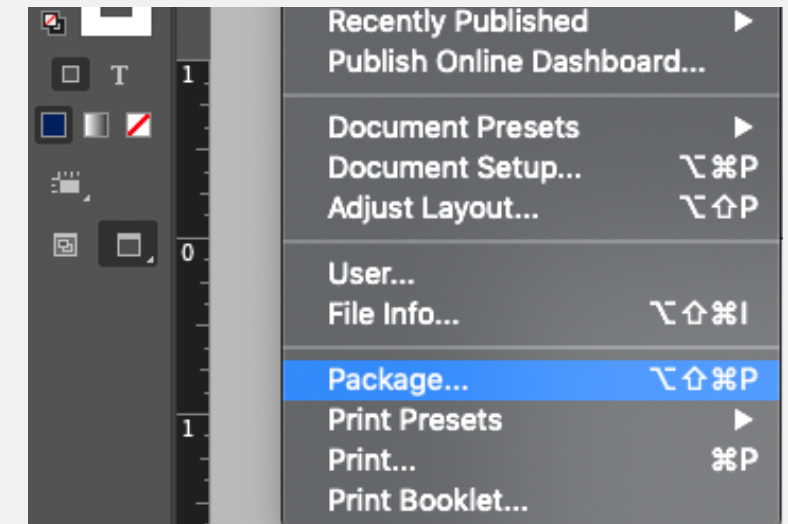 Recently Published ▶
Publish Online Dashboard...
T
1
Document Presets ▶
Document Setup... ⌥⌘P
Adjust Layout... ⌥⇧P
0
User...
File Info... ⌥⇧⌘I
Package... ⌥⇧⌘P
Print Presets ▶
1
Print... ⌘P
Print Booklet...